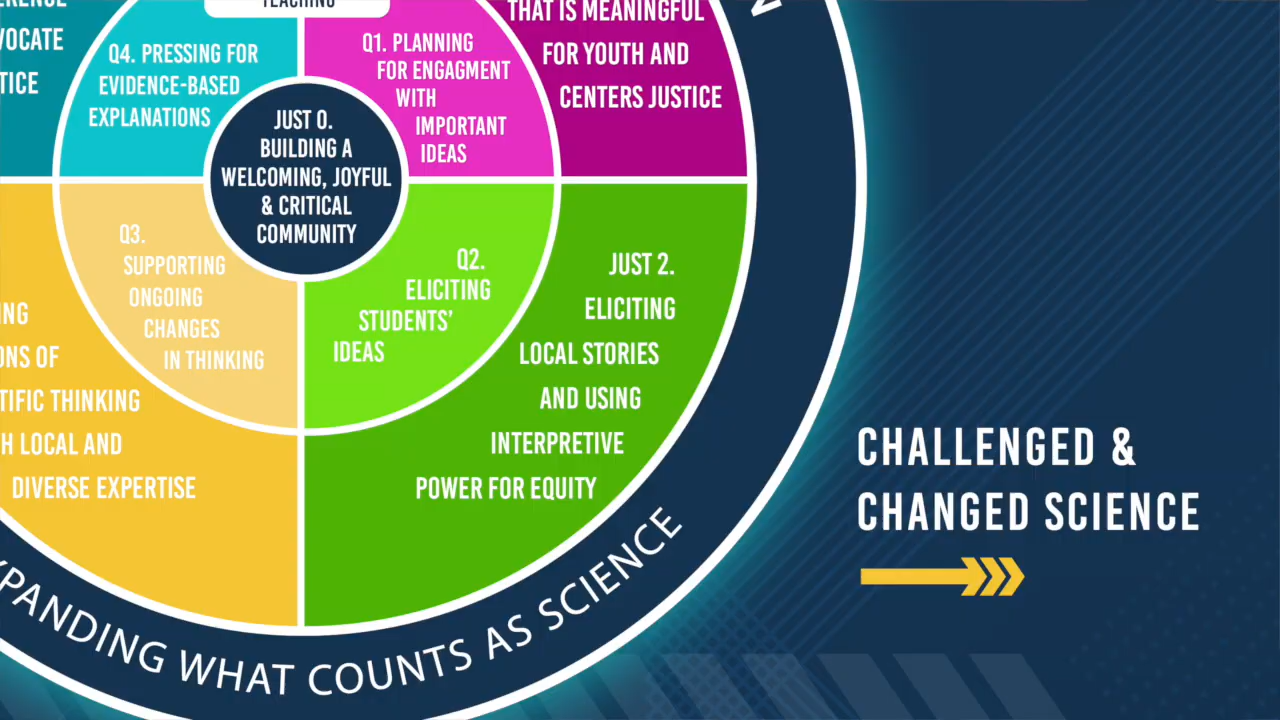 TEACHING
VOCATE
TICE
Q4. PRESSING FOR
EVIDENCE-BASED
EXPLANATIONS
Q1. PLANNING
FOR ENGAGMENT
WITH
IMPORTANT
IDEAS
THAT IS MEANINGFUL
FOR YOUTH AND
CENTERS JUSTICE
JUST 0.
BUILDING A
WELCOMING, JOYFUL
& CRITICAL
COMMUNITY
Q3.
SUPPORTING
ONGOING
CHANGES
IN THINKING
Q2.
ELICITING
STUDENTS'
IDEAS
JUST 2.
ELICITING
LOCAL STORIES
AND USING
INTERPRETIVE
POWER FOR EQUITY
NG
ONS OF
TIFIC THINKING
H LOCAL AND
DIVERSE EXPERTISE
PANDING WHAT COUNTS AS SCIENCE
CHALLENGED &
CHANGED SCIENCE